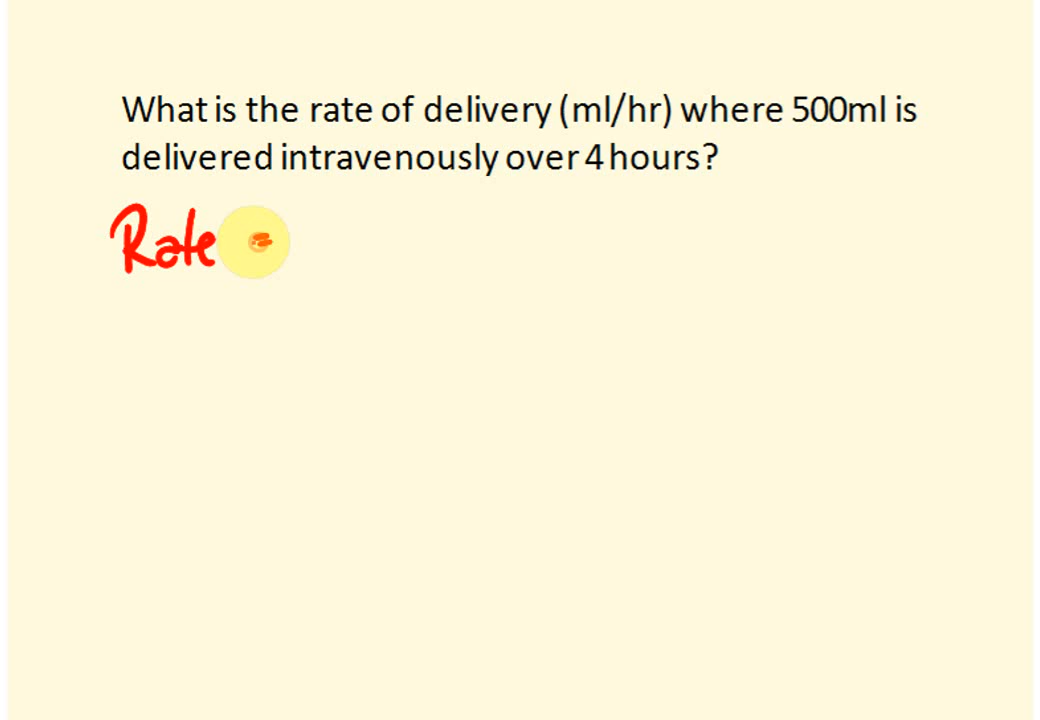 What is the rate of delivery (ml/hr) where 500ml is
delivered intravenously over 4 hours?
Rate =